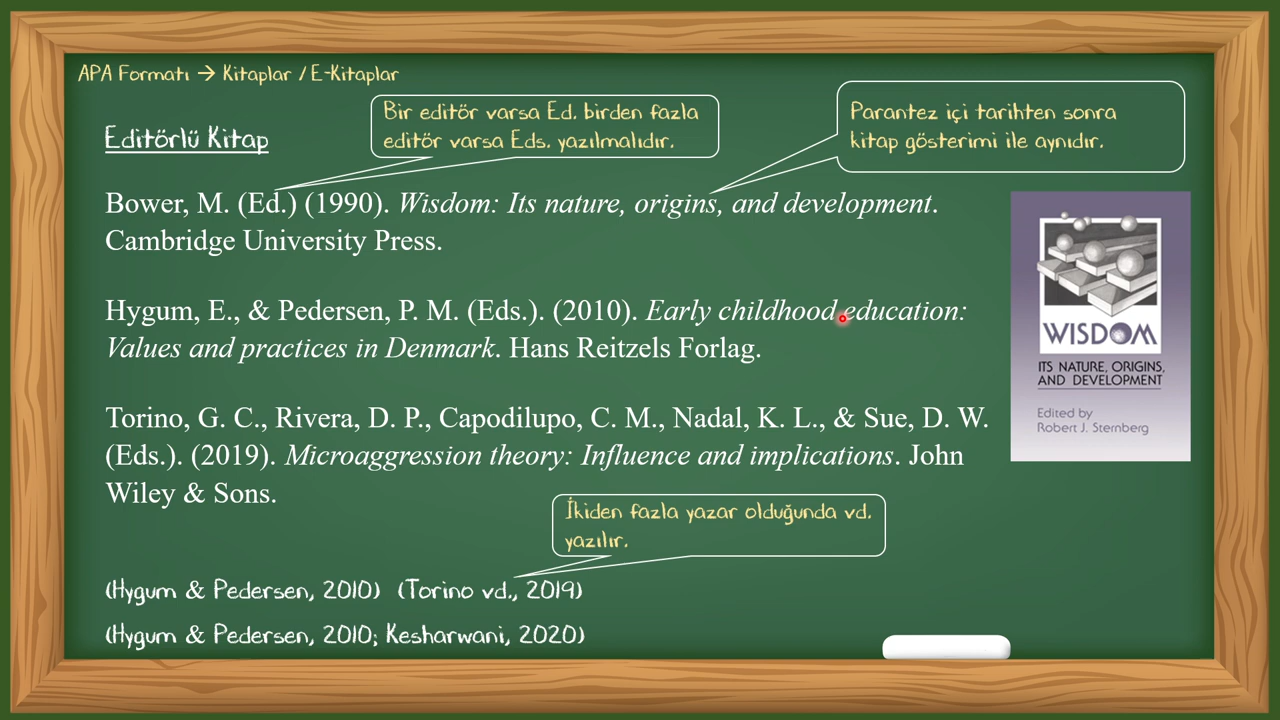 APA Formatı → Kitaplar / E-Kitaplar
Editörlü Kitap
Bir editör varsa Ed. birden fazla
editör varsa Eds. yazılmalıdır.
Parantez içi tarihten sonra
kitap gösterimi ile aynıdır.
Bower, M. (Ed.) (1990). Wisdom: Its nature, origins, and development.
Cambridge University Press.
Hygum, E., & Pedersen, P. M. (Eds.). (2010). Early childhood education:
Values and practices in Denmark. Hans Reitzels Forlag.
Torino, G. C., Rivera, D. P., Capodilupo, C. M., Nadal, K. L., & Sue, D. W.
(Eds.). (2019). Microaggression theory: Influence and implications. John
Wiley & Sons.
WISDOM
ITS NATURE, ORIGINS,
AND DEVELOPMENT
Edited by
Robert J. Sternberg
İkiden fazla yazar olduğunda vd.
yazılır.
(Hygum & Pedersen, 2010) (Torino vd., 2019)
(Hygum & Pedersen, 2010; Kesharwani, 2020)